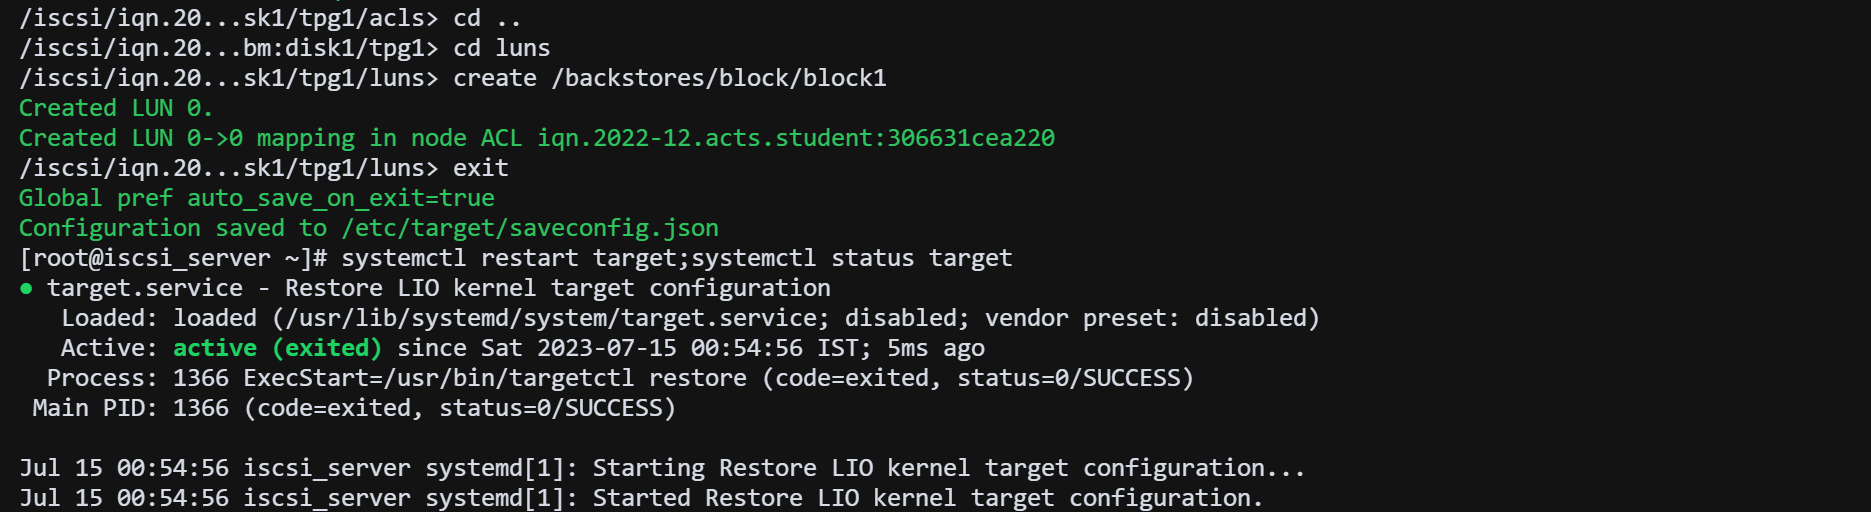 /iscsi/iqn.20...sk1/tpg1/acls> cd ..
/iscsi/iqn.20...bm:disk1/tpg1> cd luns
/iscsi/iqn.20...sk1/tpg1/luns> create /backstores/block/block1
Created LUN 0.
Created LUN 0->0 mapping in node ACL iqn.2022-12.acts.student:306631cea220
/iscsi/iqn.20...sk1/tpg1/luns> exit
Global pref auto_save_on_exit=true
Configuration saved to /etc/target/saveconfig.json
[root@iscsi_server ~]# systemctl restart target;systemctl status target
● target.service - Restore LIO kernel target configuration
   Loaded: loaded (/usr/lib/systemd/system/target.service; disabled; vendor preset: disabled)
   Active: active (exited) since Sat 2023-07-15 00:54:56 IST; 5ms ago
  Process: 1366 ExecStart=/usr/bin/targetctl restore (code=exited, status=0/SUCCESS)
 Main PID: 1366 (code=exited, status=0/SUCCESS)

Jul 15 00:54:56 iscsi_server systemd[1]: Starting Restore LIO kernel target configuration...
Jul 15 00:54:56 iscsi_server systemd[1]: Started Restore LIO kernel target configuration.